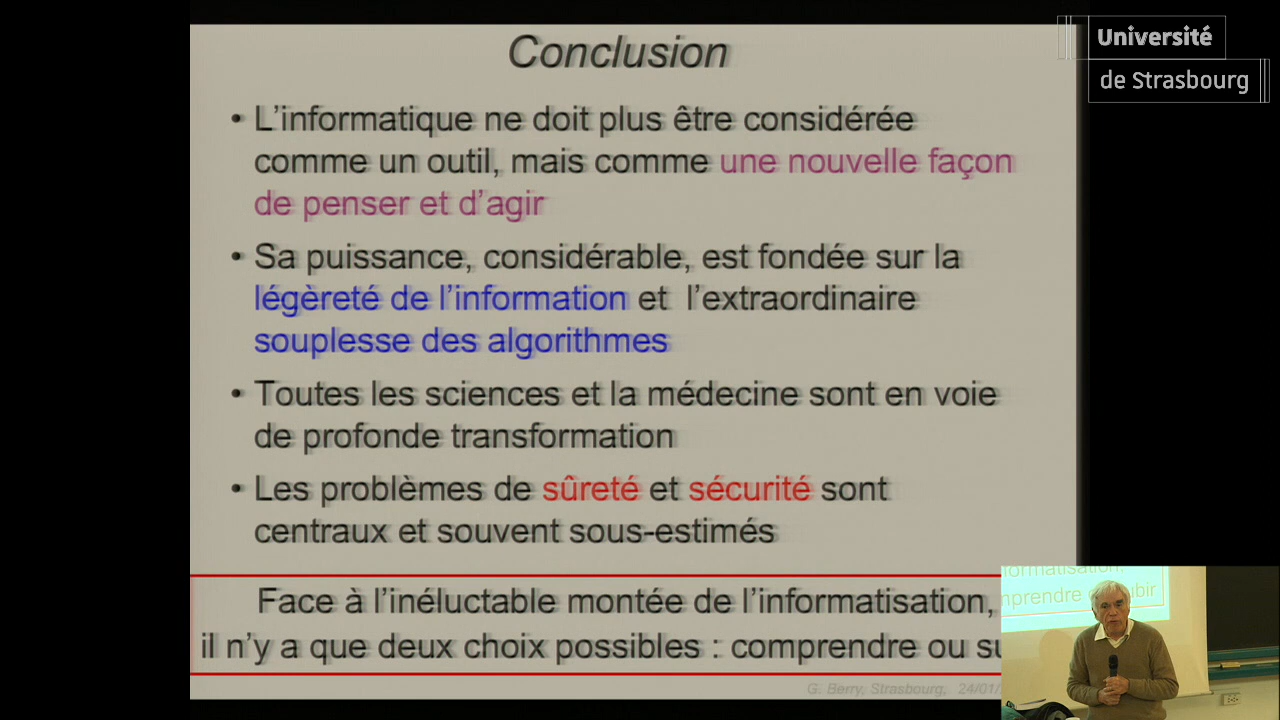 Conclusion
Université
de Strasbourg
• L'informatique ne doit plus être considérée
comme un outil, mais comme une nouvelle façon
de penser et d'agir
• Sa puissance, considérable, est fondée sur la
légèreté de l'information et l'extraordinaire
souplesse des algorithmes
• Toutes les sciences et la médecine sont en voie
de profonde transformation
• Les problèmes de sûreté et sécurité sont
centraux et souvent sous-estimés
Face à l'inéluctable montée de l'informatisation,
il n'y a que deux choix possibles : comprendre ou
G. Berry, Strasbourg, 24/01/